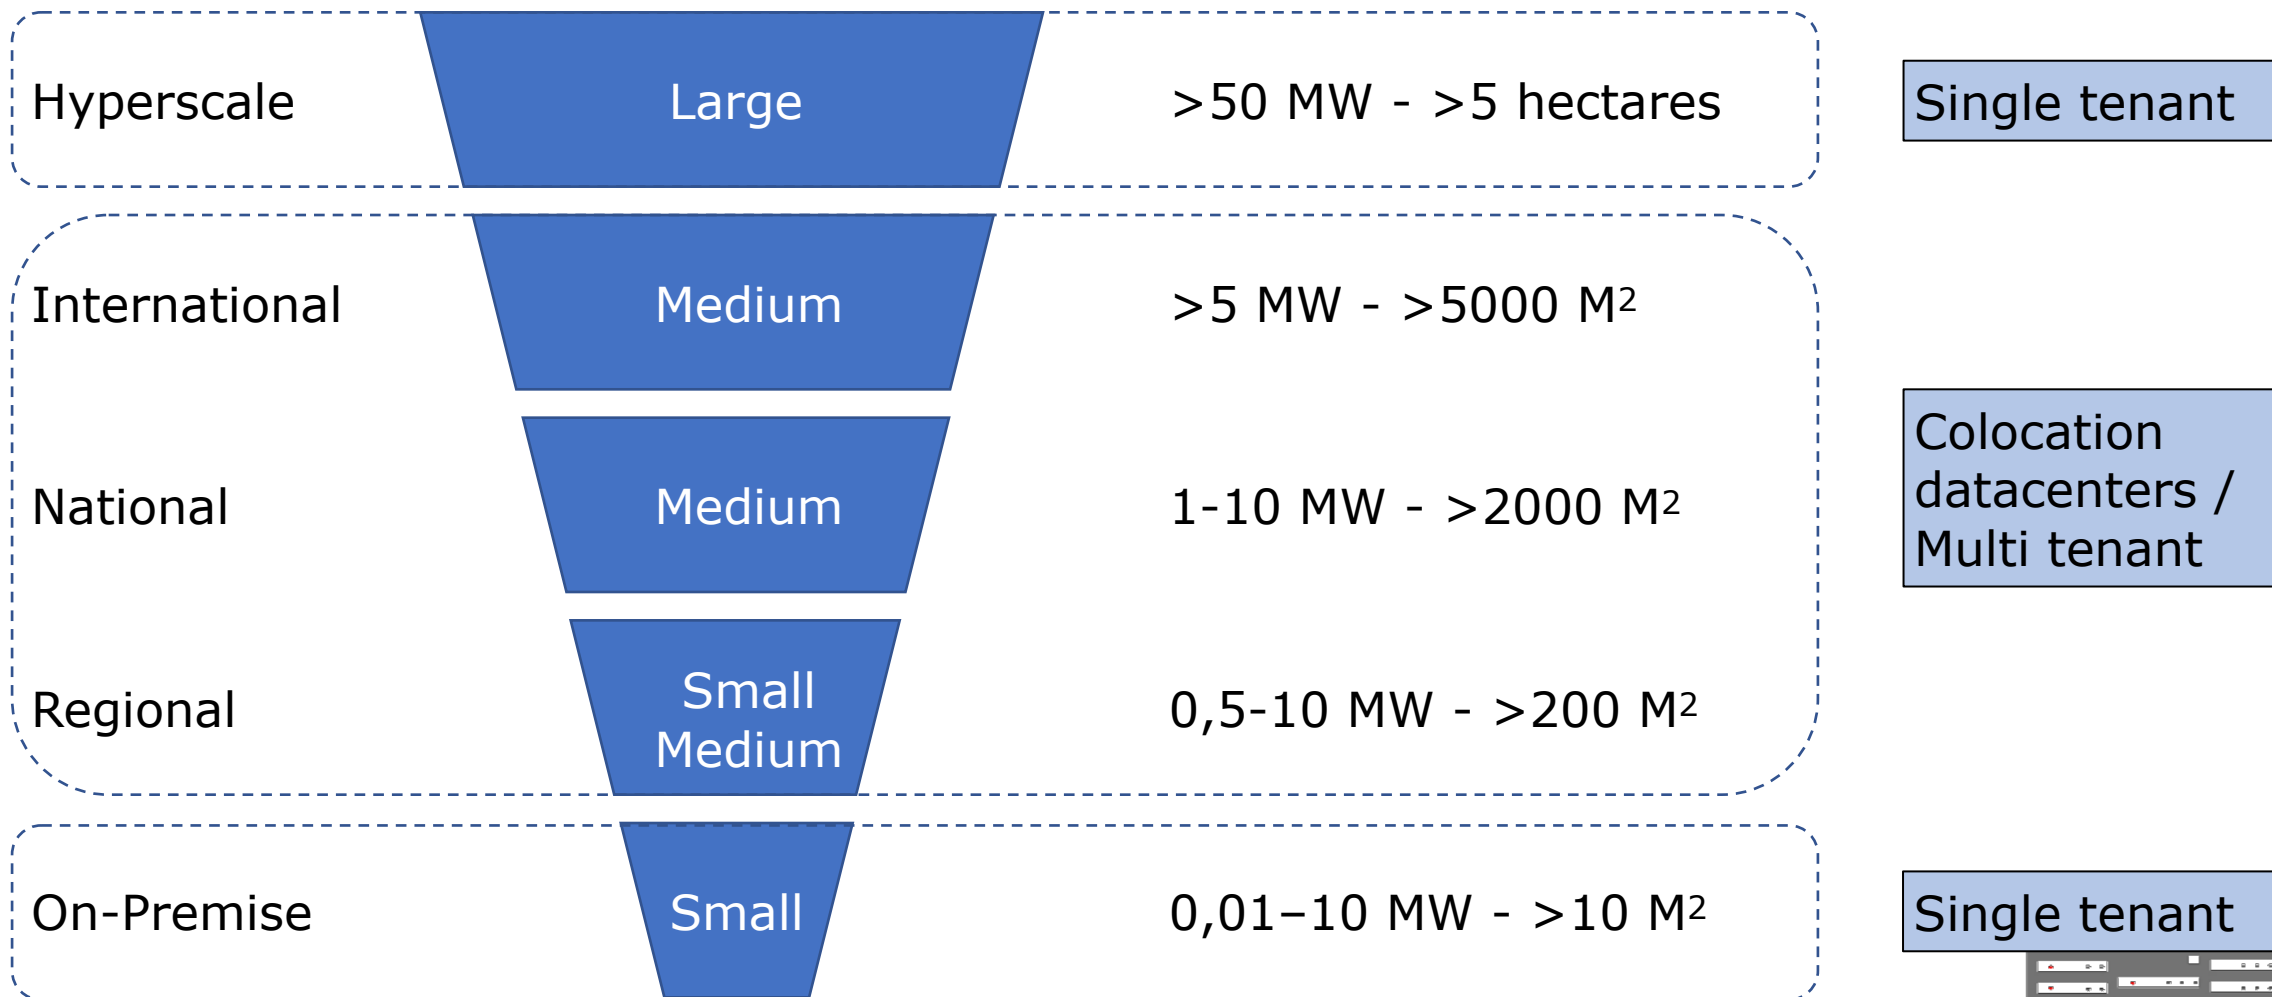 Hyperscale
Large
>50 MW - >5 hectares
Single tenant
International
Medium
>5 MW - >5000 M²
National
Medium
1-10 MW - >2000 M²
Colocation
datacenters /
Multi tenant
Regional
Small
Medium
0,5-10 MW - >200 M²
On-Premise
Small
0,01–10 MW - >10 M²
Single tenant